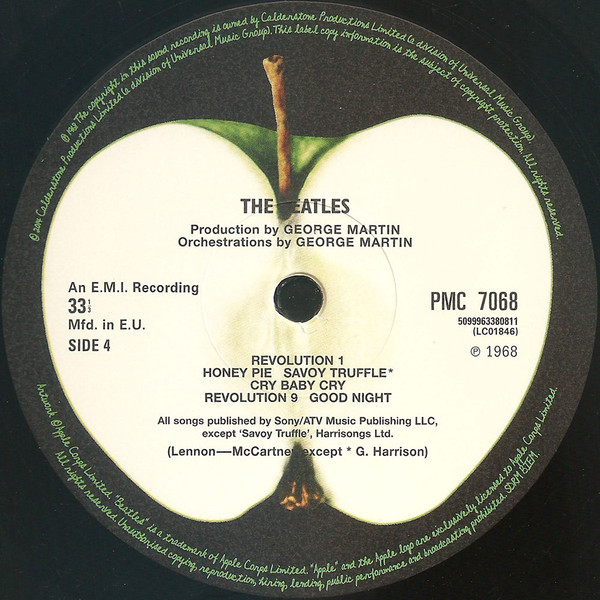 ℗ 1968 The copyright in this sound recording is owned by Calderstone Productions Limited (a division of Universal Music Group). This label copy information is the subject of copyright protection. All rights reserved.
© 2014 Calderstone Productions Limited (a division of Universal Music Group).
THE BEATLES
Production by GEORGE MARTIN
Orchestrations by GEORGE MARTIN
An E.M.I. Recording
33⅓
Mfd. in E.U.
SIDE 4
PMC 7068
5099963380811
(LC01846)
℗ 1968
REVOLUTION 1
HONEY PIE SAVOY TRUFFLE*
CRY BABY CRY
REVOLUTION 9 GOOD NIGHT
All songs published by Sony/ATV Music Publishing LLC,
except ‘Savoy Truffle’, Harrisongs Ltd.
(Lennon—McCartney except * G. Harrison)
Artwork ℗ Apple Corps Limited. "Beatles" is a trademark of Apple Corps Limited. "Apple" and the Apple logo are exclusively licensed to Apple Corps Limited.
All rights reserved. Unauthorised copying, reproduction, hiring, lending, public performance and broadcasting prohibited. SDRM BIEM.